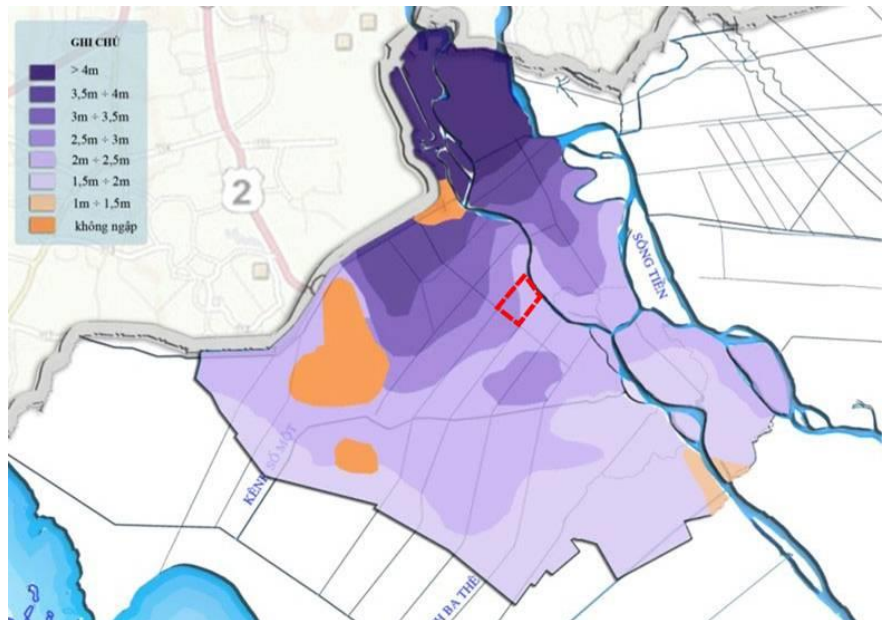 GHI CHÚ
> 4m
3,5m ÷ 4m
3m ÷ 3,5m
2,5m ÷ 3m
2m ÷ 2,5m
1,5m ÷ 2m
1m ÷ 1,5m
không ngập
2
SÔNG TIỀN
KÊNH SỐ MỘT
BA THÊ